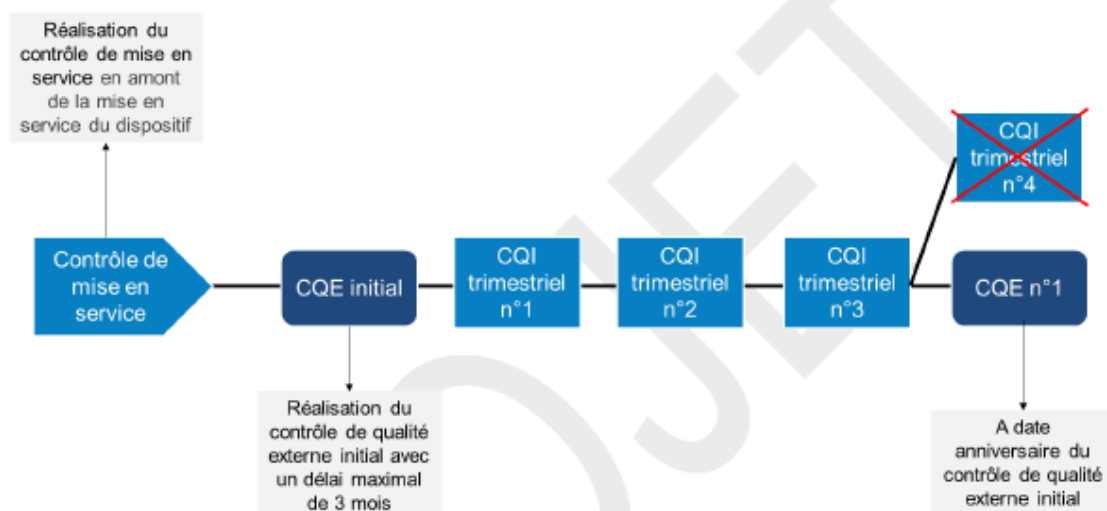 Réalisation du
contrôle de mise en
service en amont
de la mise en
service du dispositif
CQI
trimestriel
n°4
Contrôle de
mise en
service
CQE initial
CQI
trimestriel
n°1
CQI
trimestriel
n°2
CQI
trimestriel
n°3
CQE n°1
Réalisation du
contrôle de qualité
externe initial avec
un délai maximal
de 3 mois
A date
anniversaire du
contrôle de qualité
externe initial